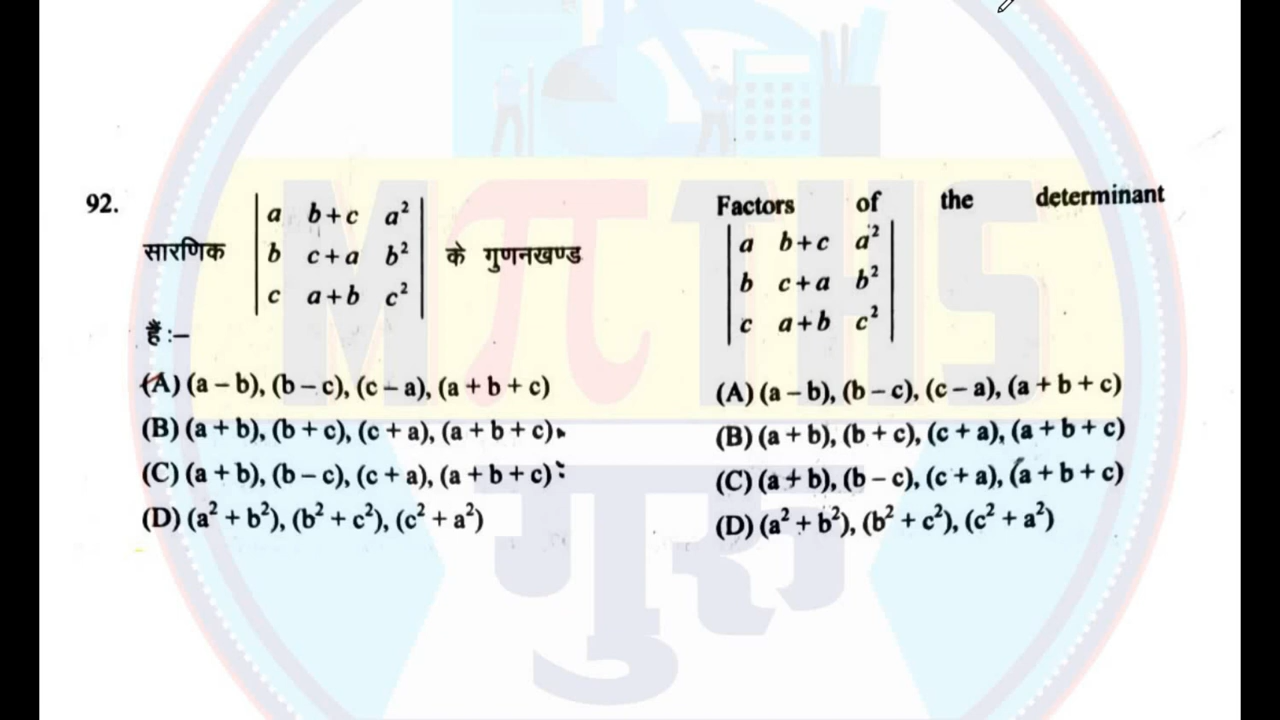 92.
| a b+c a² |
सारणिक | b c+a b² | के गुणनखण्ड
| c a+b c² |
हैं :–
(A) (a – b), (b – c), (c – a), (a + b + c)
(B) (a + b), (b + c), (c + a), (a + b + c)
(C) (a + b), (b – c), (c + a), (a + b + c)
(D) (a² + b²), (b² + c²), (c² + a²)
Factors of the determinant
| a b+c a² |
| b c+a b² |
| c a+b c² |
(A) (a – b), (b – c), (c – a), (a + b + c)
(B) (a + b), (b + c), (c + a), (a + b + c)
(C) (a + b), (b – c), (c + a), (a + b + c)
(D) (a² + b²), (b² + c²), (c² + a²)
MπTHS
गुरु